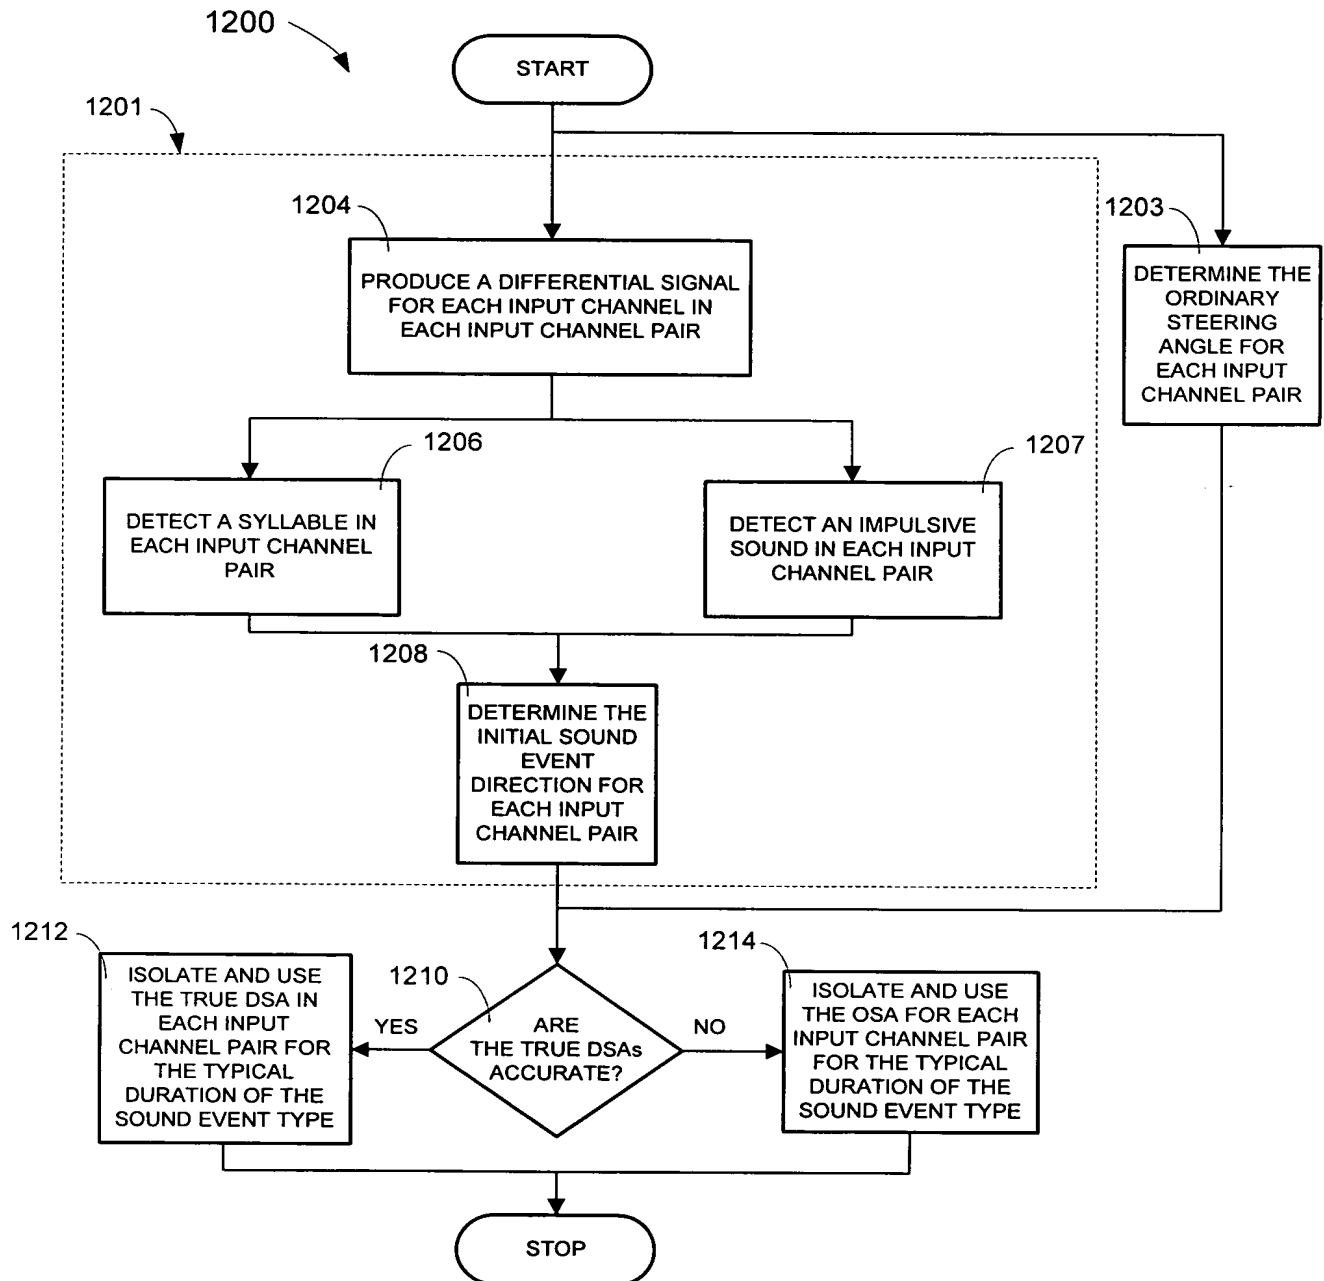 1200
START
1201
1204
1203
PRODUCE A DIFFERENTIAL SIGNAL
FOR EACH INPUT CHANNEL IN
EACH INPUT CHANNEL PAIR
DETERMINE THE
ORDINARY
STEERING
ANGLE FOR
EACH INPUT
CHANNEL PAIR
1206
1207
DETECT A SYLLABLE IN
EACH INPUT CHANNEL
PAIR
DETECT AN IMPULSIVE
SOUND IN EACH INPUT
CHANNEL PAIR
1208
DETERMINE THE
INITIAL SOUND
EVENT
DIRECTION FOR
EACH INPUT
CHANNEL PAIR
1212
1210
1214
ISOLATE AND USE
THE TRUE DSA IN
EACH INPUT
CHANNEL PAIR FOR
THE TYPICAL
DURATION OF THE
SOUND EVENT TYPE
YES
ARE
THE TRUE DSAs
ACCURATE?
NO
ISOLATE AND USE
THE OSA FOR EACH
INPUT CHANNEL PAIR
FOR THE TYPICAL
DURATION OF THE
SOUND EVENT TYPE
STOP